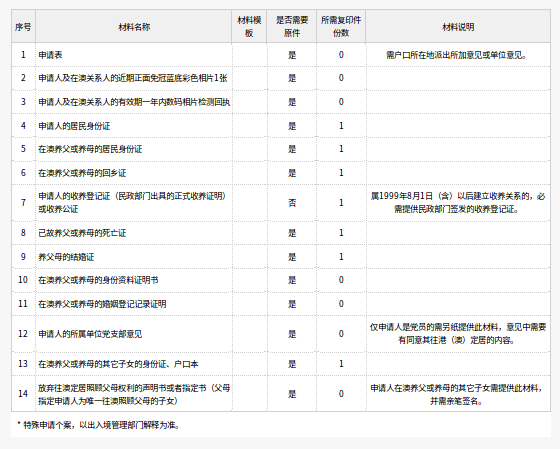 序号 材料名称 材料模板 是否需要原件 所需复印件份数 材料说明
1 申请表 是 0 需户口所在地派出所加意见或单位意见。
2 申请人及在澳关系人的近期正面免冠蓝底彩色相片1张 是 0
3 申请人及在澳关系人的有效期一年内数码相片检测回执 是 0
4 申请人的居民身份证 是 1
5 在澳养父或养母的居民身份证 是 1
6 在澳养父或养母的回乡证 是 1
7 申请人的收养登记证（民政部门出具的正式收养证明）或收养公证 否 1 属1999年8月1日（含）以后建立收养关系的，必需提供民政部门签发的收养登记证。
8 已故养父或养母的死亡证 是 1
9 养父母的结婚证 是 1
10 在澳养父或养母的身份资料证明书 是 0
11 在澳养父或养母的婚姻登记记录证明 是 0
12 申请人的所属单位党支部意见 是 0 仅申请人是党员的需另纸提供此材料，意见中需要有同意其往港（澳）定居的内容。
13 在澳养父或养母的其它子女的身份证、户口本 是 1
14 放弃往澳定居照顾父母权利的声明书或者指定书（父母指定申请人为唯一往澳照顾父母的子女） 是 0 申请人在澳养父或养母的其它子女需提供此材料，并需亲笔签名。
* 特殊申请个案，以出入境管理部门解释为准。